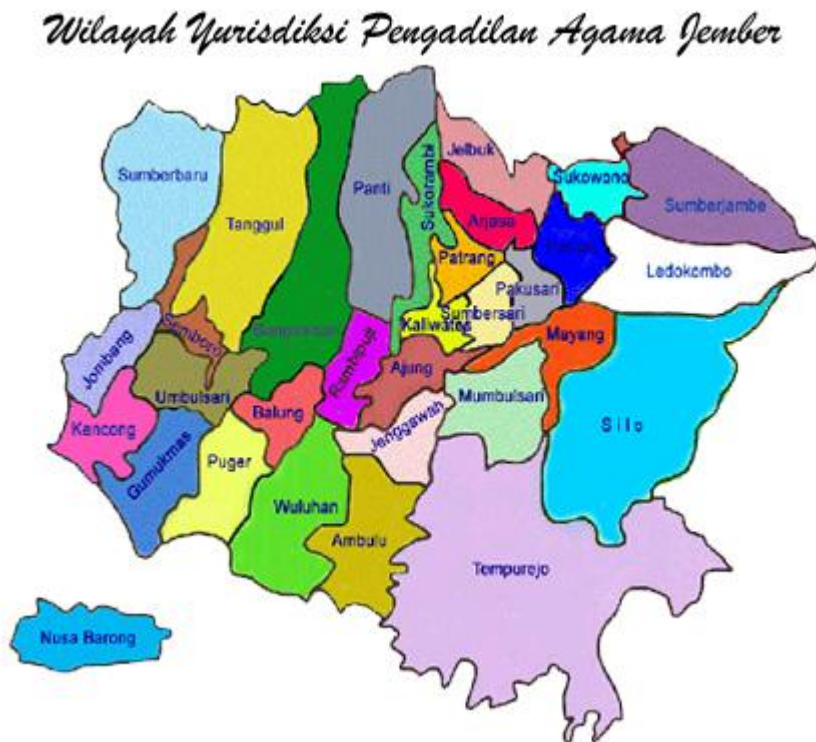 Wilayah Yurisdiksi Pengadilan Agama Jember
Sumberbaru
Tanggul
Panti
Sukorambi
Jelbuk
Sukowono
Sumberjambe
Arjasa
Patrang
Pakusari
Ledokombo
Sumbersari
Kaliwates
Mayang
Jombang
Semboro
Rambipuji
Ajung
Umbulsari
Balung
Mumbulsari
Kencong
Jenggawah
Silo
Gumukmas
Puger
Wuluhan
Ambulu
Tempurejo
Nusa Barong